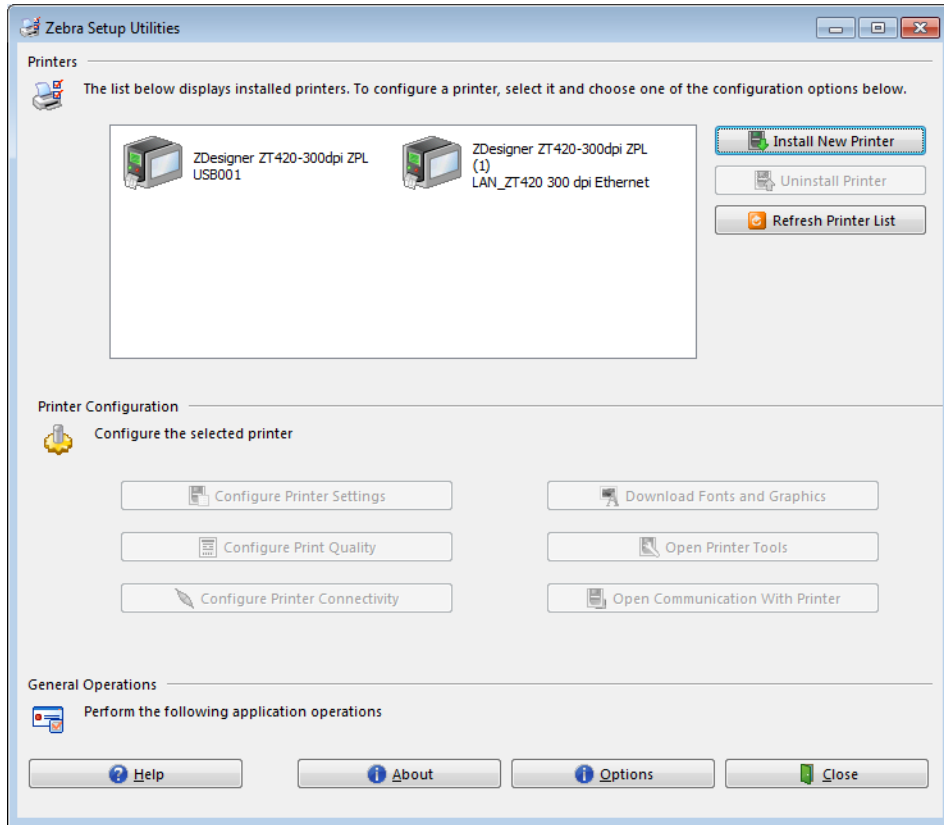 Zebra Setup Utilities
Printers
The list below displays installed printers. To configure a printer, select it and choose one of the configuration options below.
ZDesigner ZT420-300dpi ZPL
USB001
ZDesigner ZT420-300dpi ZPL
(1)
LAN_ZT420 300 dpi Ethernet
Install New Printer
Uninstall Printer
Refresh Printer List
Printer Configuration
Configure the selected printer
Configure Printer Settings
Download Fonts and Graphics
Configure Print Quality
Open Printer Tools
Configure Printer Connectivity
Open Communication With Printer
General Operations
Perform the following application operations
Help
About
Options
Close